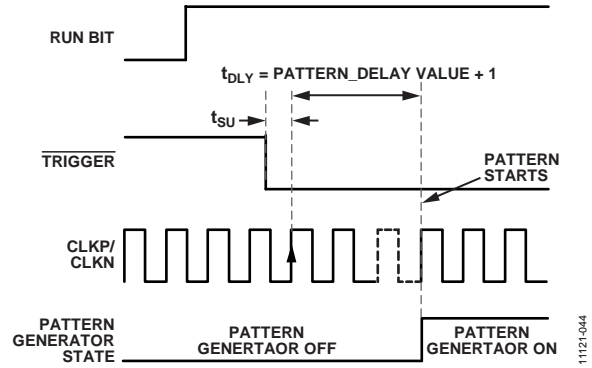 RUN BIT
tDLY = PATTERN_DELAY VALUE + 1
tSU
TRIGGER
PATTERN
STARTS
CLKP/
CLKN
PATTERN
GENERATOR
STATE
PATTERN
GENERTAOR OFF
PATTERN
GENERTAOR ON
11121-044